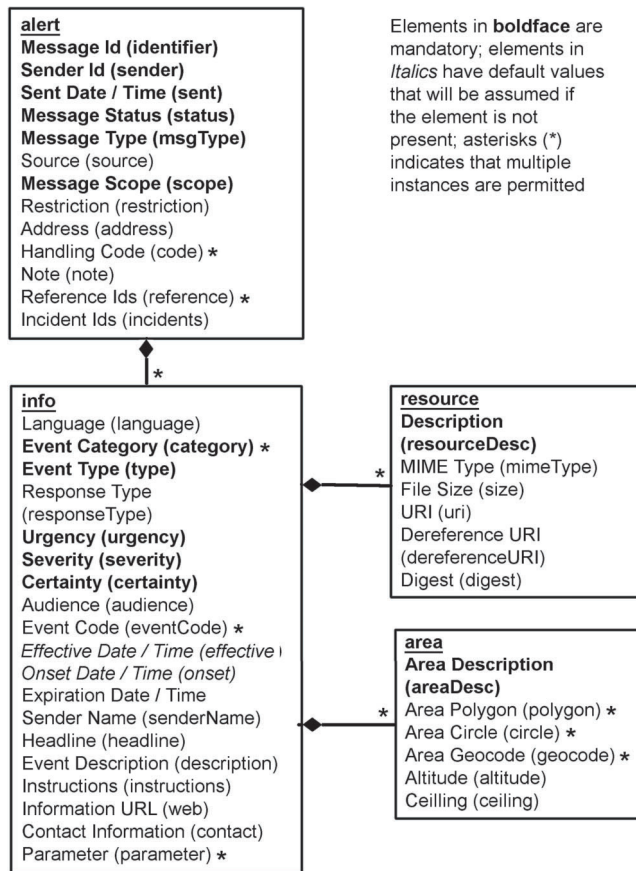 alert
Message Id (identifier)
Sender Id (sender)
Sent Date / Time (sent)
Message Status (status)
Message Type (msgType)
Source (source)
Message Scope (scope)
Restriction (restriction)
Address (address)
Handling Code (code) *
Note (note)
Reference Ids (reference) *
Incident Ids (incidents)
Elements in boldface are
mandatory; elements in
Italics have default values
that will be assumed if
the element is not
present; asterisks (*)
indicates that multiple
instances are permitted
*
info
Language (language)
Event Category (category) *
Event Type (type)
Response Type
(responseType)
Urgency (urgency)
Severity (severity)
Certainty (certainty)
Audience (audience)
Event Code (eventCode) *
Effective Date / Time (effective)
Onset Date / Time (onset)
Expiration Date / Time
Sender Name (senderName)
Headline (headline)
Event Description (description)
Instructions (instructions)
Information URL (web)
Contact Information (contact)
Parameter (parameter) *
*
resource
Description
(resourceDesc)
MIME Type (mimeType)
File Size (size)
URI (uri)
Dereference URI
(dereferenceURI)
Digest (digest)
*
area
Area Description
(areaDesc)
Area Polygon (polygon) *
Area Circle (circle) *
Area Geocode (geocode) *
Altitude (altitude)
Ceilling (ceiling)